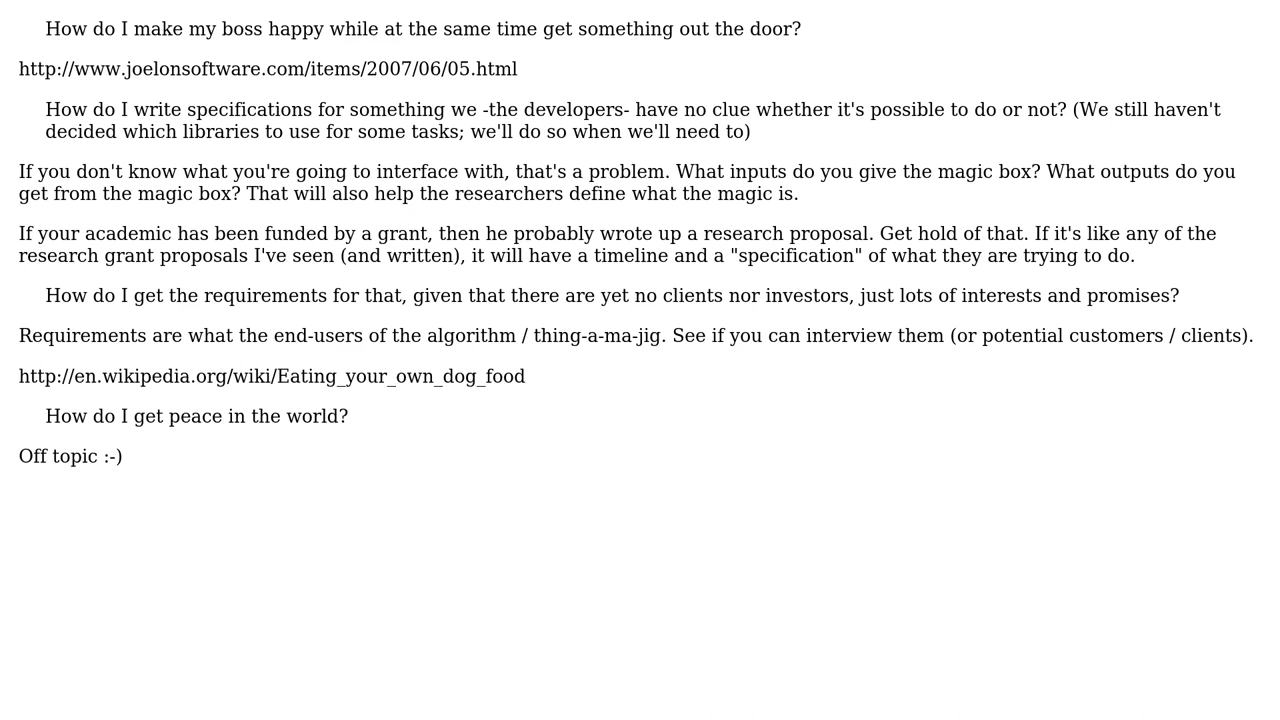 How do I make my boss happy while at the same time get something out the door?
http://www.joelonsoftware.com/items/2007/06/05.html
How do I write specifications for something we -the developers- have no clue whether it's possible to do or not? (We still haven't
decided which libraries to use for some tasks; we'll do so when we'll need to)
If you don't know what you're going to interface with, that's a problem. What inputs do you give the magic box? What outputs do you
get from the magic box? That will also help the researchers define what the magic is.
If your academic has been funded by a grant, then he probably wrote up a research proposal. Get hold of that. If it's like any of the
research grant proposals I've seen (and written), it will have a timeline and a "specification" of what they are trying to do.
How do I get the requirements for that, given that there are yet no clients nor investors, just lots of interests and promises?
Requirements are what the end-users of the algorithm / thing-a-ma-jig. See if you can interview them (or potential customers / clients).
http://en.wikipedia.org/wiki/Eating_your_own_dog_food
How do I get peace in the world?
Off topic :-)